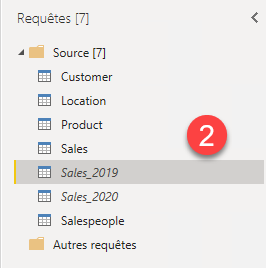 Requêtes [7]
Source [7]
Customer
Location
Product
Sales
2
Sales_2019
Sales_2020
Salespeople
Autres requêtes